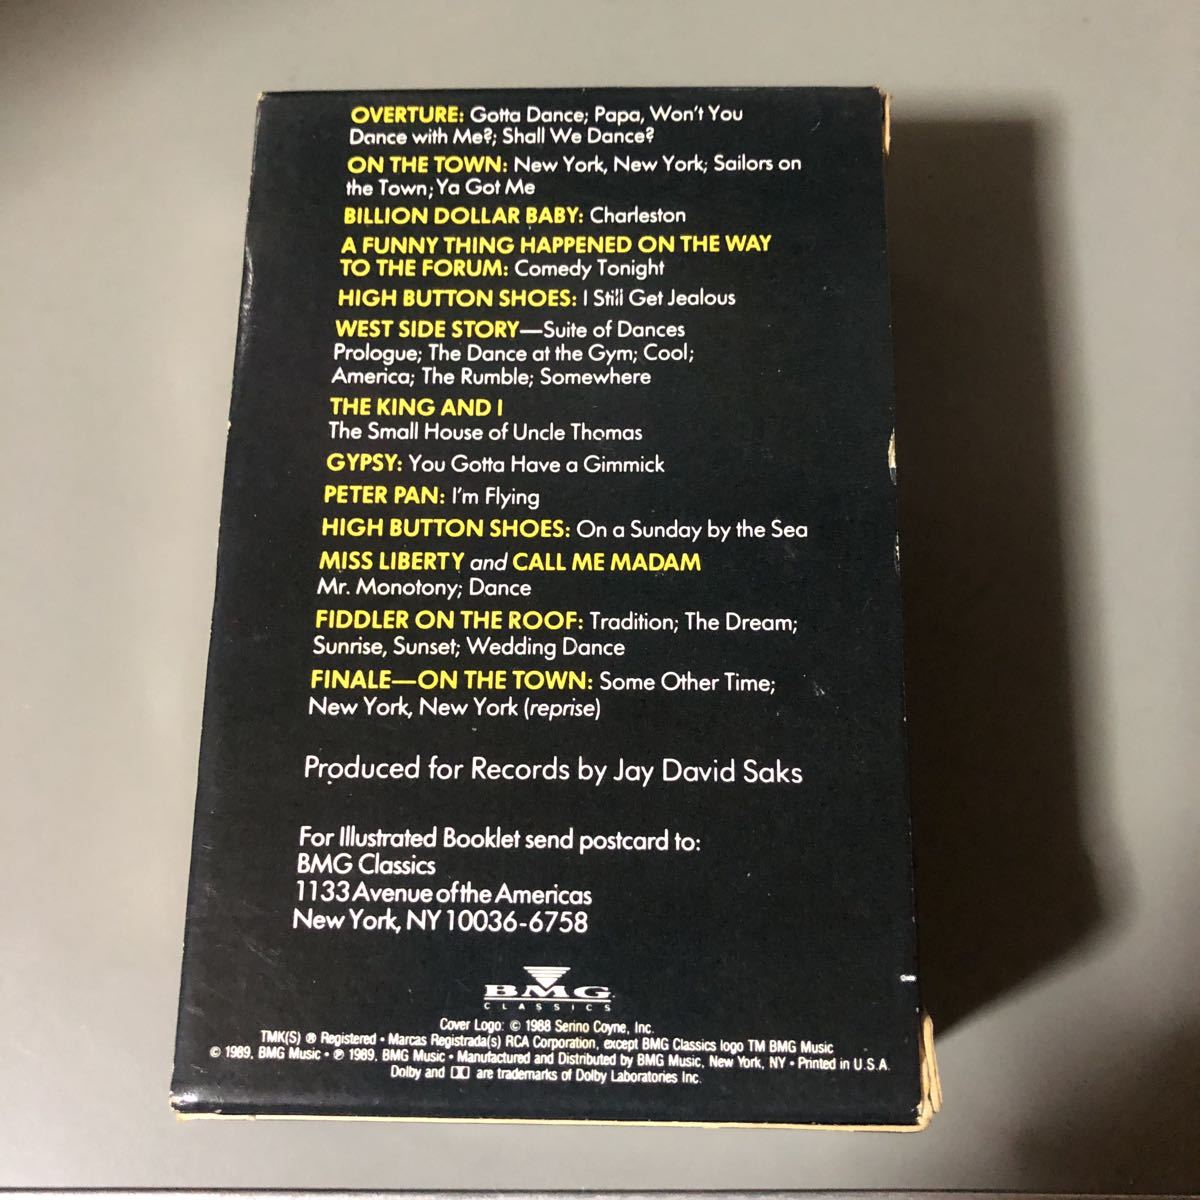 OVERTURE: Gotta Dance; Papa, Won't You
Dance with Me?; Shall We Dance?
ON THE TOWN: New York, New York; Sailors on
the Town; Ya Got Me
BILLION DOLLAR BABY: Charleston
A FUNNY THING HAPPENED ON THE WAY
TO THE FORUM: Comedy Tonight
HIGH BUTTON SHOES: I Still Get Jealous
WEST SIDE STORY—Suite of Dances
Prologue; The Dance at the Gym; Cool;
America; The Rumble; Somewhere
THE KING AND I
The Small House of Uncle Thomas
GYPSY: You Gotta Have a Gimmick
PETER PAN: I'm Flying
HIGH BUTTON SHOES: On a Sunday by the Sea
MISS LIBERTY and CALL ME MADAM
Mr. Monotony; Dance
FIDDLER ON THE ROOF: Tradition; The Dream;
Sunrise, Sunset; Wedding Dance
FINALE—ON THE TOWN: Some Other Time;
New York, New York (reprise)
Produced for Records by Jay David Saks
For Illustrated Booklet send postcard to:
BMG Classics
1133 Avenue of the Americas
New York, NY 10036-6758
BMG
CLASSICS
Cover Logo: © 1988 Serino Coyne, Inc.
TMK(S) ® Registered • Marcas Registrada(s) RCA Corporation, except BMG Classics logo TM BMG Music
© 1989, BMG Music • ℗ 1989, BMG Music • Manufactured and Distributed by BMG Music, New York, NY • Printed in U.S.A.
Dolby and are trademarks of Dolby Laboratories Inc.